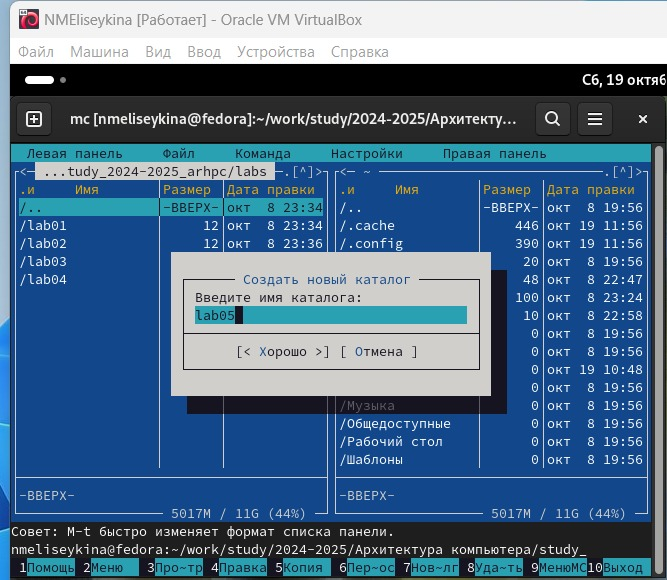 NMEliseykina [Работает] - Oracle VM VirtualBox
Файл Машина Вид Ввод Устройства Справка
Сб, 19 октяб
mc [nmeliseykina@fedora]:~/work/study/2024-2025/Архитекту...
Левая панель Файл Команда Настройки Правая панель
<- ...tudy_2024-2025_arhpc/labs -.[^]> <- ~ .[^]>
.и Имя Размер Дата правки .и Имя Размер Дата правки
/.. -ВВЕРХ- окт 8 23:34 /.. -ВВЕРХ- окт 8 19:56
/lab01 12 окт 8 23:34 /.cache 446 окт 19 11:56
/lab02 12 окт 8 23:36 /.config 390 окт 19 11:56
/lab03 20 окт 8 19:56
/lab04 48 окт 8 22:47
Создать новый каталог
Введите имя каталога: 100 окт 8 23:24
lab05 10 окт 8 22:58
0 окт 8 19:56
[< Хорошо >] [ Отмена ] 0 окт 8 19:56
0 окт 19 10:48
0 окт 8 19:56
/Музыка 0 окт 8 19:56
/Общедоступные 0 окт 8 19:56
/Рабочий стол 0 окт 8 19:56
/Шаблоны 0 окт 8 19:56
-ВВЕРХ- -ВВЕРХ-
5017M / 11G (44%) 5017M / 11G (44%)
Совет: M-t быстро изменяет формат списка панели.
nmeliseykina@fedora:~/work/study/2024-2025/Архитектура компьютера/study_
1Помощь 2Меню 3Про~тр 4Правка 5Копия 6Пер~ос 7Нов~лг 8Уда~ть 9МенюMC 10Выход